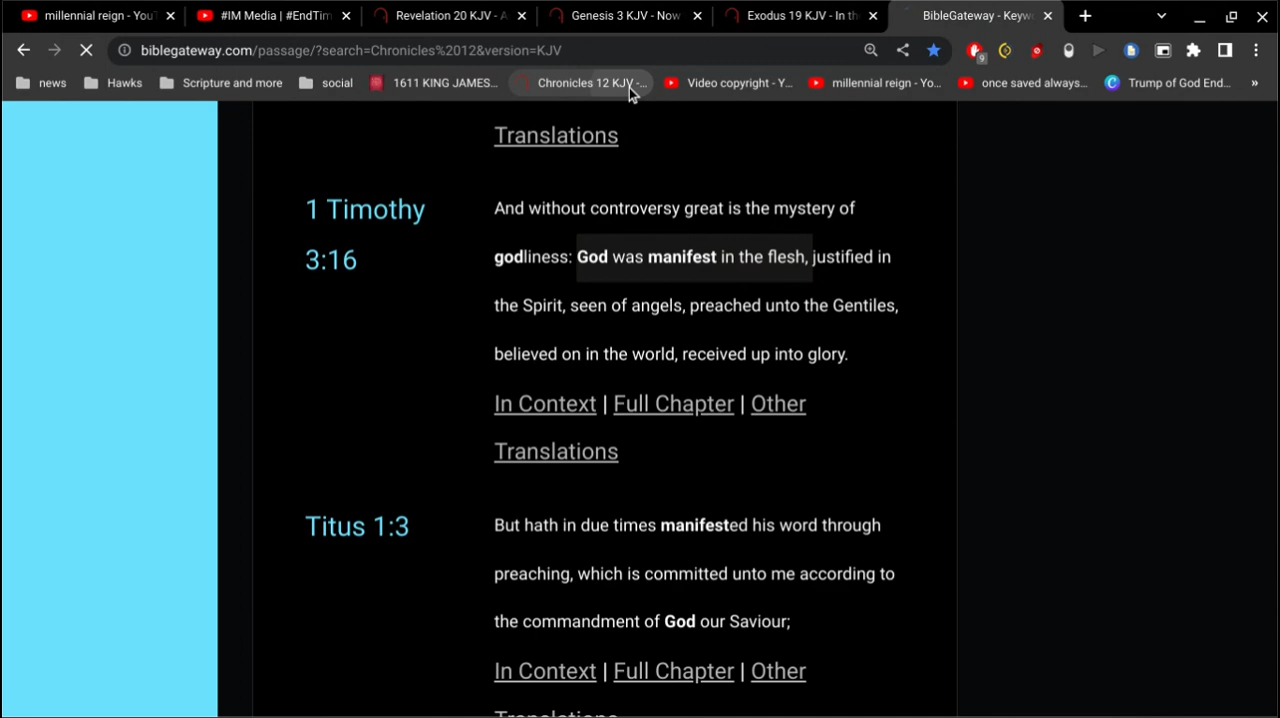 millennial reign - You
#IM Media | #EndTim
Revelation 20 KJV - A
Genesis 3 KJV - Now
Exodus 19 KJV - In th
BibleGateway - Keyw
biblegateway.com/passage/?search=Chronicles%2012&version=KJV
9
news
Hawks
Scripture and more
social
1611 KING JAMES...
Chronicles 12 KJV -...
Video copyright - Y...
millennial reign - Yo...
once saved always...
Trump of God End...
Translations
1 Timothy
3:16
And without controversy great is the mystery of
godliness: God was manifest in the flesh, justified in
the Spirit, seen of angels, preached unto the Gentiles,
believed on in the world, received up into glory.
In Context | Full Chapter | Other
Translations
Titus 1:3
But hath in due times manifested his word through
preaching, which is committed unto me according to
the commandment of God our Saviour;
In Context | Full Chapter | Other
Translations